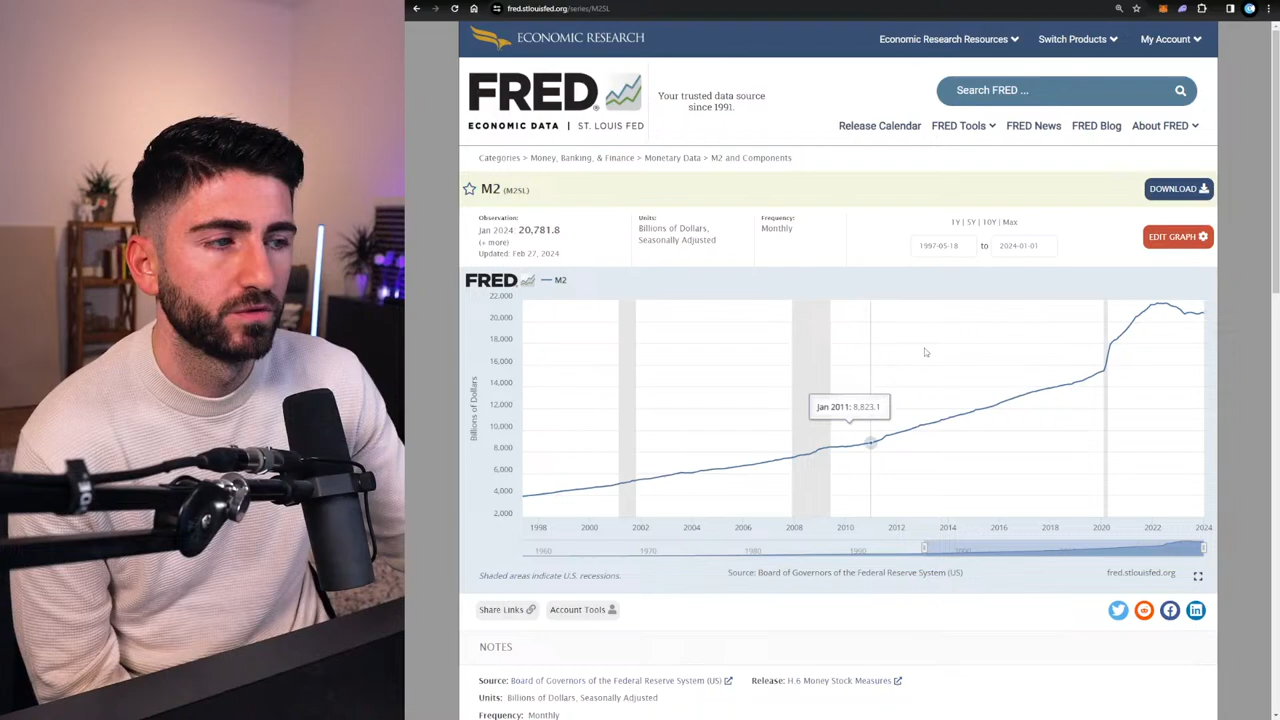 fred.stlouisfed.org/series/M2SL
ECONOMIC RESEARCH
Economic Research Resources
Switch Products
My Account
FRED
ECONOMIC DATA | ST. LOUIS FED
Your trusted data source
since 1991.
Search FRED ...
Release Calendar
FRED Tools
FRED News
FRED Blog
About FRED
Categories > Money, Banking, & Finance > Monetary Data > M2 and Components
M2 (M2SL)
DOWNLOAD
Observation:
Jan 2024: 20,781.8
(+ more)
Updated: Feb 27, 2024
Units:
Billions of Dollars,
Seasonally Adjusted
Frequency:
Monthly
1Y | 5Y | 10Y | Max
1997-05-18 to 2024-01-01
EDIT GRAPH
FRED
M2
22,000
20,000
18,000
16,000
14,000
12,000
10,000
8,000
6,000
4,000
2,000
Billions of Dollars
Jan 2011: 8,823.1
1998 2000 2002 2004 2006 2008 2010 2012 2014 2016 2018 2020 2022 2024
1960 1970 1980 1990 2000
Shaded areas indicate U.S. recessions.
Source: Board of Governors of the Federal Reserve System (US)
fred.stlouisfed.org
Share Links
Account Tools
NOTES
Source: Board of Governors of the Federal Reserve System (US)
Release: H.6 Money Stock Measures
Units: Billions of Dollars, Seasonally Adjusted
Frequency: Monthly